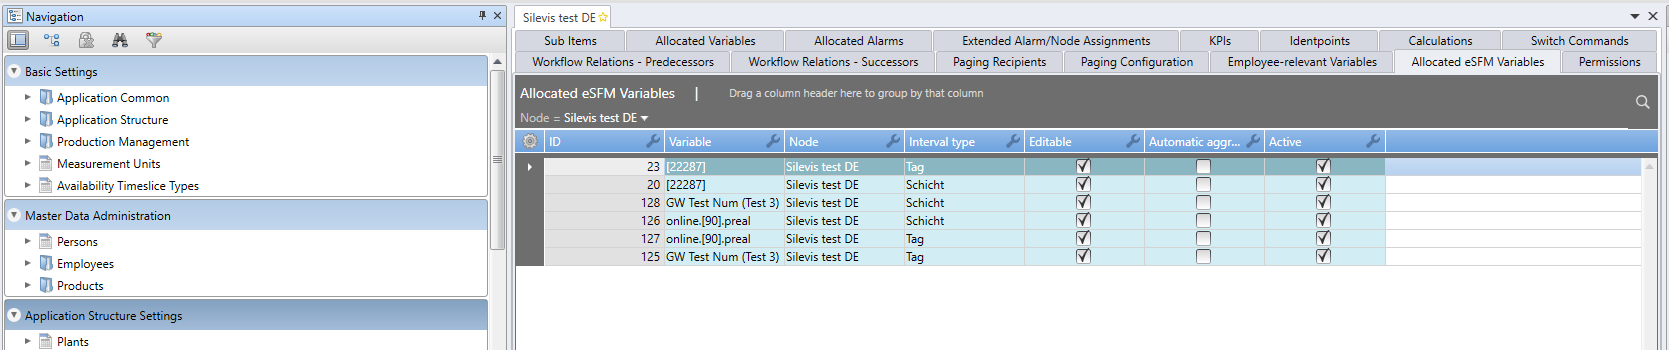 Navigation
Basic Settings
Application Common
Application Structure
Production Management
Measurement Units
Availability Timeslice Types
Master Data Administration
Persons
Employees
Products
Application Structure Settings
Plants
Silevis test DE
Sub Items Allocated Variables Allocated Alarms Extended Alarm/Node Assignments KPIs Identpoints Calculations Switch Commands
Workflow Relations - Predecessors Workflow Relations - Successors Paging Recipients Paging Configuration Employee-relevant Variables Allocated eSFM Variables Permissions
Allocated eSFM Variables | Drag a column header here to group by that column
Node = Silevis test DE
ID Variable Node Interval type Editable Automatic aggr... Active
23 [22287] Silevis test DE Tag
20 [22287] Silevis test DE Schicht
128 GW Test Num (Test 3) Silevis test DE Schicht
126 online.[90].preal Silevis test DE Schicht
127 online.[90].preal Silevis test DE Tag
125 GW Test Num (Test 3) Silevis test DE Tag